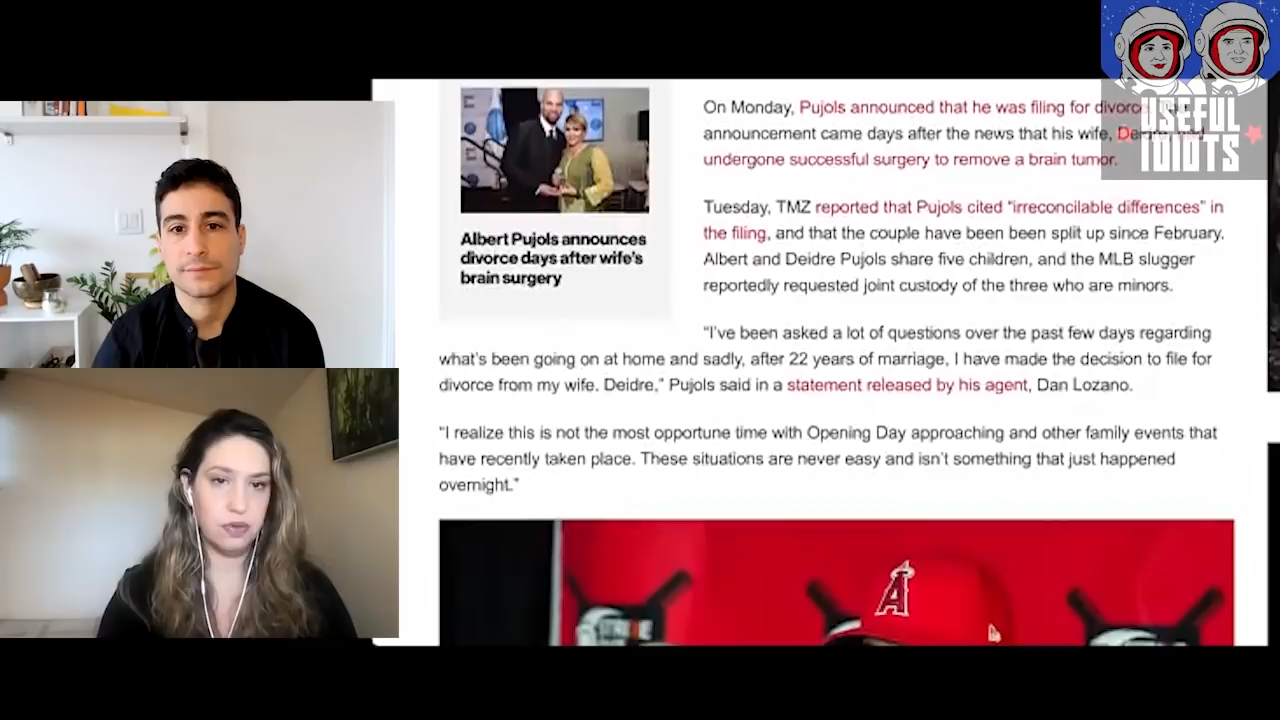 USEFUL
IDIOTS
Albert Pujols announces
divorce days after wife's
brain surgery
On Monday, Pujols announced that he was filing for divorce
announcement came days after the news that his wife,
undergone successful surgery to remove a brain tumor.
Tuesday, TMZ reported that Pujols cited “irreconcilable differences” in
the filing, and that the couple have been been split up since February.
Albert and Deidre Pujols share five children, and the MLB slugger
reportedly requested joint custody of the three who are minors.
“I’ve been asked a lot of questions over the past few days regarding
what’s been going on at home and sadly, after 22 years of marriage, I have made the decision to file for
divorce from my wife, Deidre,” Pujols said in a statement released by his agent, Dan Lozano.
“I realize this is not the most opportune time with Opening Day approaching and other family events that
have recently taken place. These situations are never easy and isn’t something that just happened
overnight.”
A